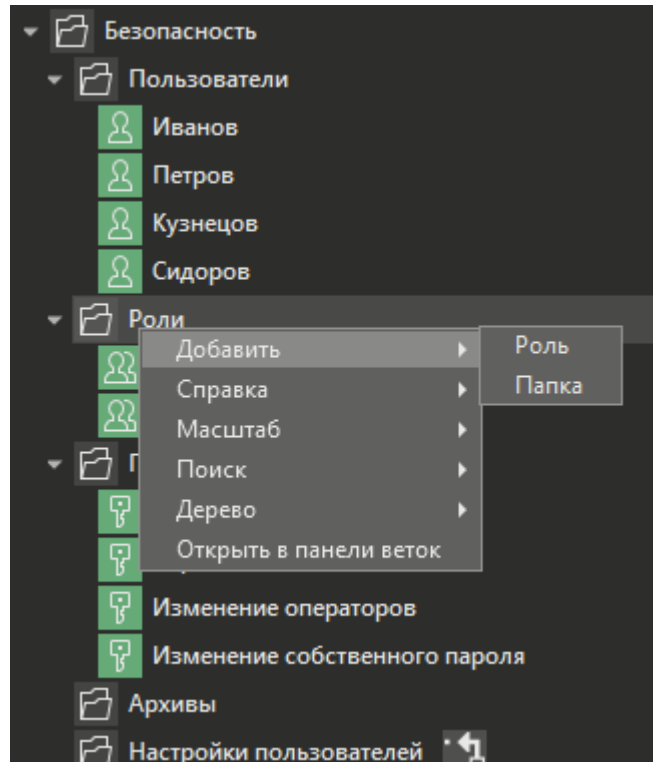 Безопасность
Пользователи
Иванов
Петров
Кузнецов
Сидоров
Роли
Добавить
Роль
Справка
Папка
Масштаб
Поиск
Дерево
Открыть в панели веток
Изменение операторов
Изменение собственного пароля
Архивы
Настройки пользователей